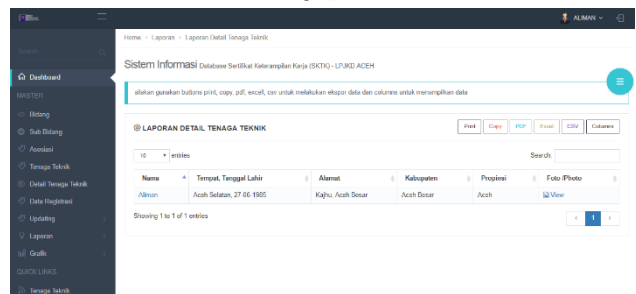 ALIMAN
Home
Laporan
Laporan Detail Tenaga Teknik
Search
Sistem Informasi Database Sertifikat Keterampilan Kerja (SKTK) - LPJKD ACEH
Dashboard
silakan gunakan buttons print, copy, pdf, excel, csv untuk melakukan ekspor data dan columns untuk menampilkan data
MASTER
Bidang
Sub Bidang
Asosiasi
Tenaga Teknik
Detail Tenaga Teknik
Data Registrasi
Updating
Laporan
Grafik
QUICK LINKS
Tenaga Teknik
LAPORAN DETAIL TENAGA TEKNIK
Print Copy PDF Excel CSV Columns
10 entries
Search:
Nama Tempat, Tanggal Lahir Alamat Kabupaten Propinsi Foto /Photo
Aliman Aceh Selatan, 27-06-1985 Kajhu, Aceh Besar Aceh Besar Aceh View
Showing 1 to 1 of 1 entries
1